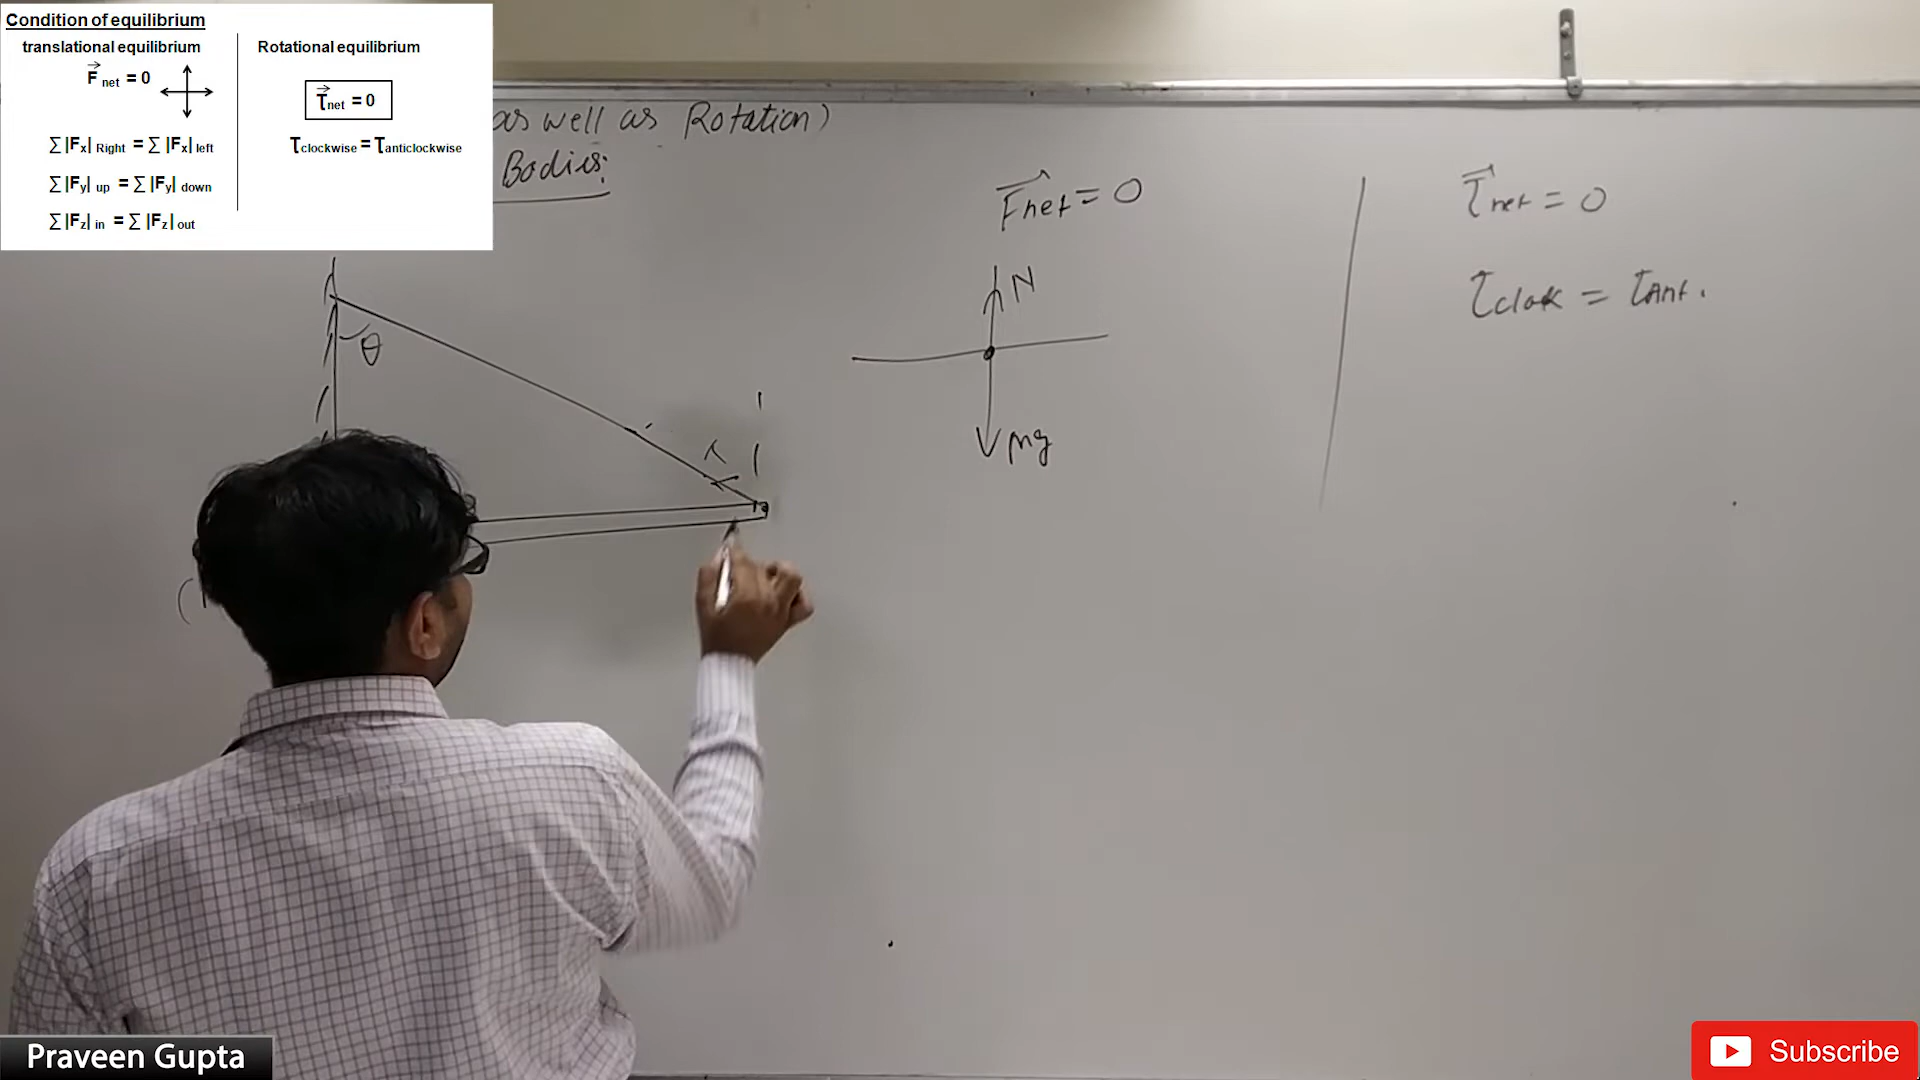 Condition of equilibrium
translational equilibrium
F net = 0
∑|Fx| Right = ∑|Fx| left
∑|Fy| up = ∑|Fy| down
∑|Fz| in = ∑|Fz| out
Rotational equilibrium
τnet = 0
τclockwise = τanticlockwise
as well as Rotation)
Bodies:
θ
Fnet = 0
N
mg
τnet = 0
τclock = τAnt.
Praveen Gupta
Subscribe